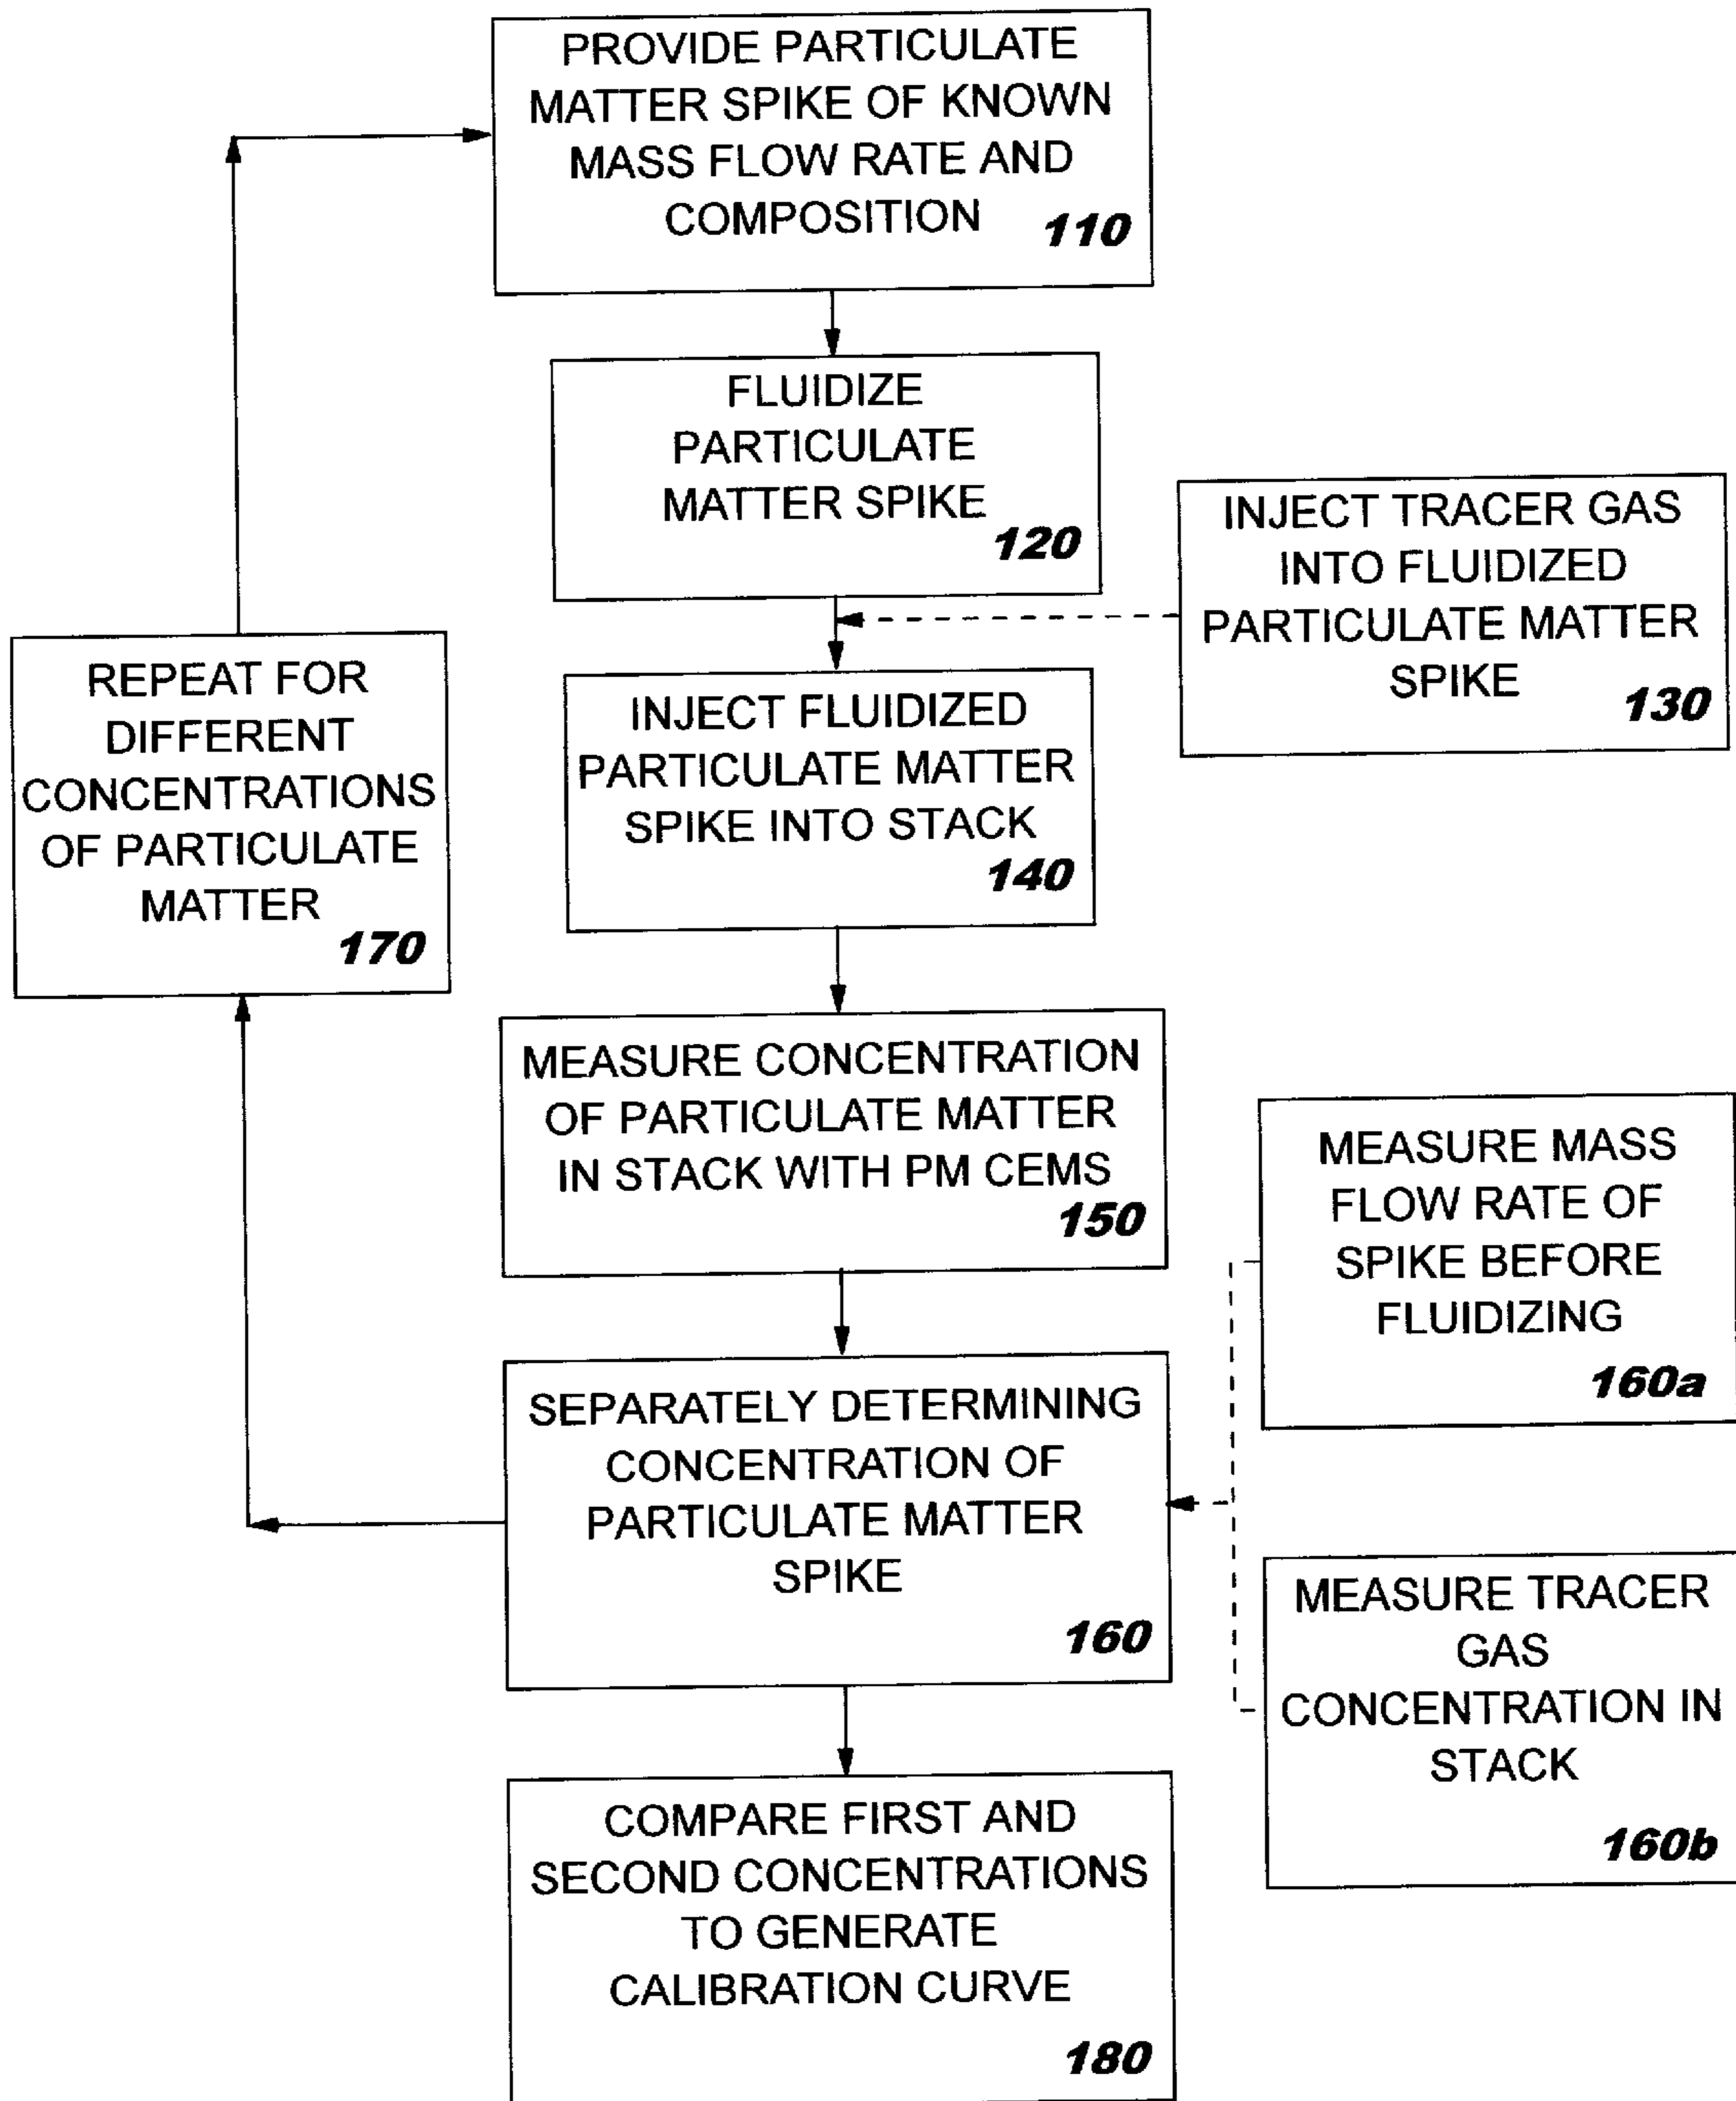 PROVIDE PARTICULATE
MATTER SPIKE OF KNOWN
MASS FLOW RATE AND
COMPOSITION
110
FLUIDIZE
PARTICULATE
MATTER SPIKE
120
INJECT TRACER GAS
INTO FLUIDIZED
PARTICULATE MATTER
SPIKE
130
INJECT FLUIDIZED
PARTICULATE MATTER
SPIKE INTO STACK
140
REPEAT FOR
DIFFERENT
CONCENTRATIONS
OF PARTICULATE
MATTER
170
MEASURE CONCENTRATION
OF PARTICULATE MATTER
IN STACK WITH PM CEMS
150
MEASURE MASS
FLOW RATE OF
SPIKE BEFORE
FLUIDIZING
160a
SEPARATELY DETERMINING
CONCENTRATION OF
PARTICULATE MATTER
SPIKE
160
MEASURE TRACER
GAS
CONCENTRATION IN
STACK
160b
COMPARE FIRST AND
SECOND CONCENTRATIONS
TO GENERATE
CALIBRATION CURVE
180